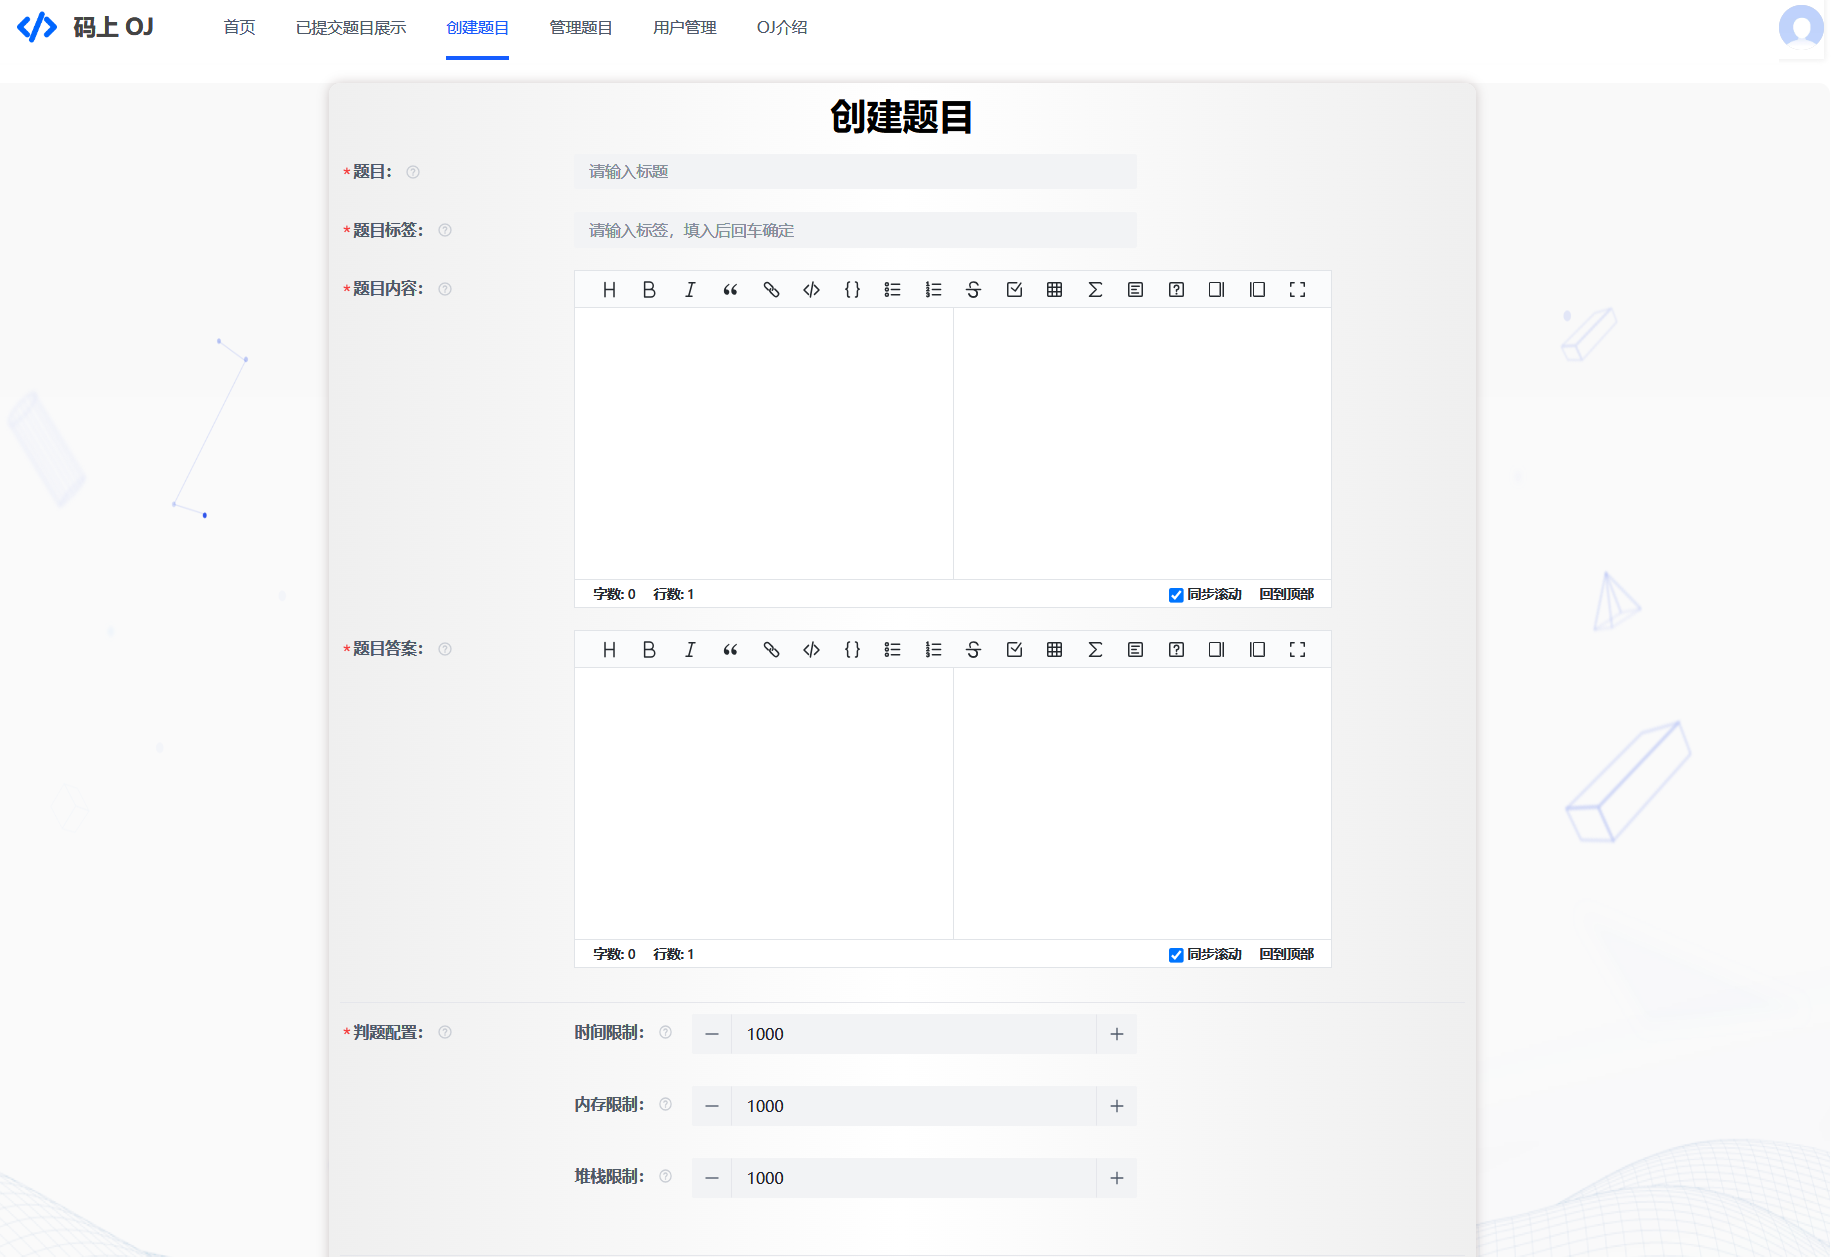 码上 OJ 首页 已提交题目展示 创建题目 管理题目 用户管理 OJ介绍
创建题目
*题目： 请输入标题
*题目标签： 请输入标签，填入后回车确定
*题目内容：
字数: 0 行数: 1 同步滚动 回到顶部
*题目答案：
字数: 0 行数: 1 同步滚动 回到顶部
*判题配置： 时间限制： 1000
内存限制： 1000
堆栈限制： 1000